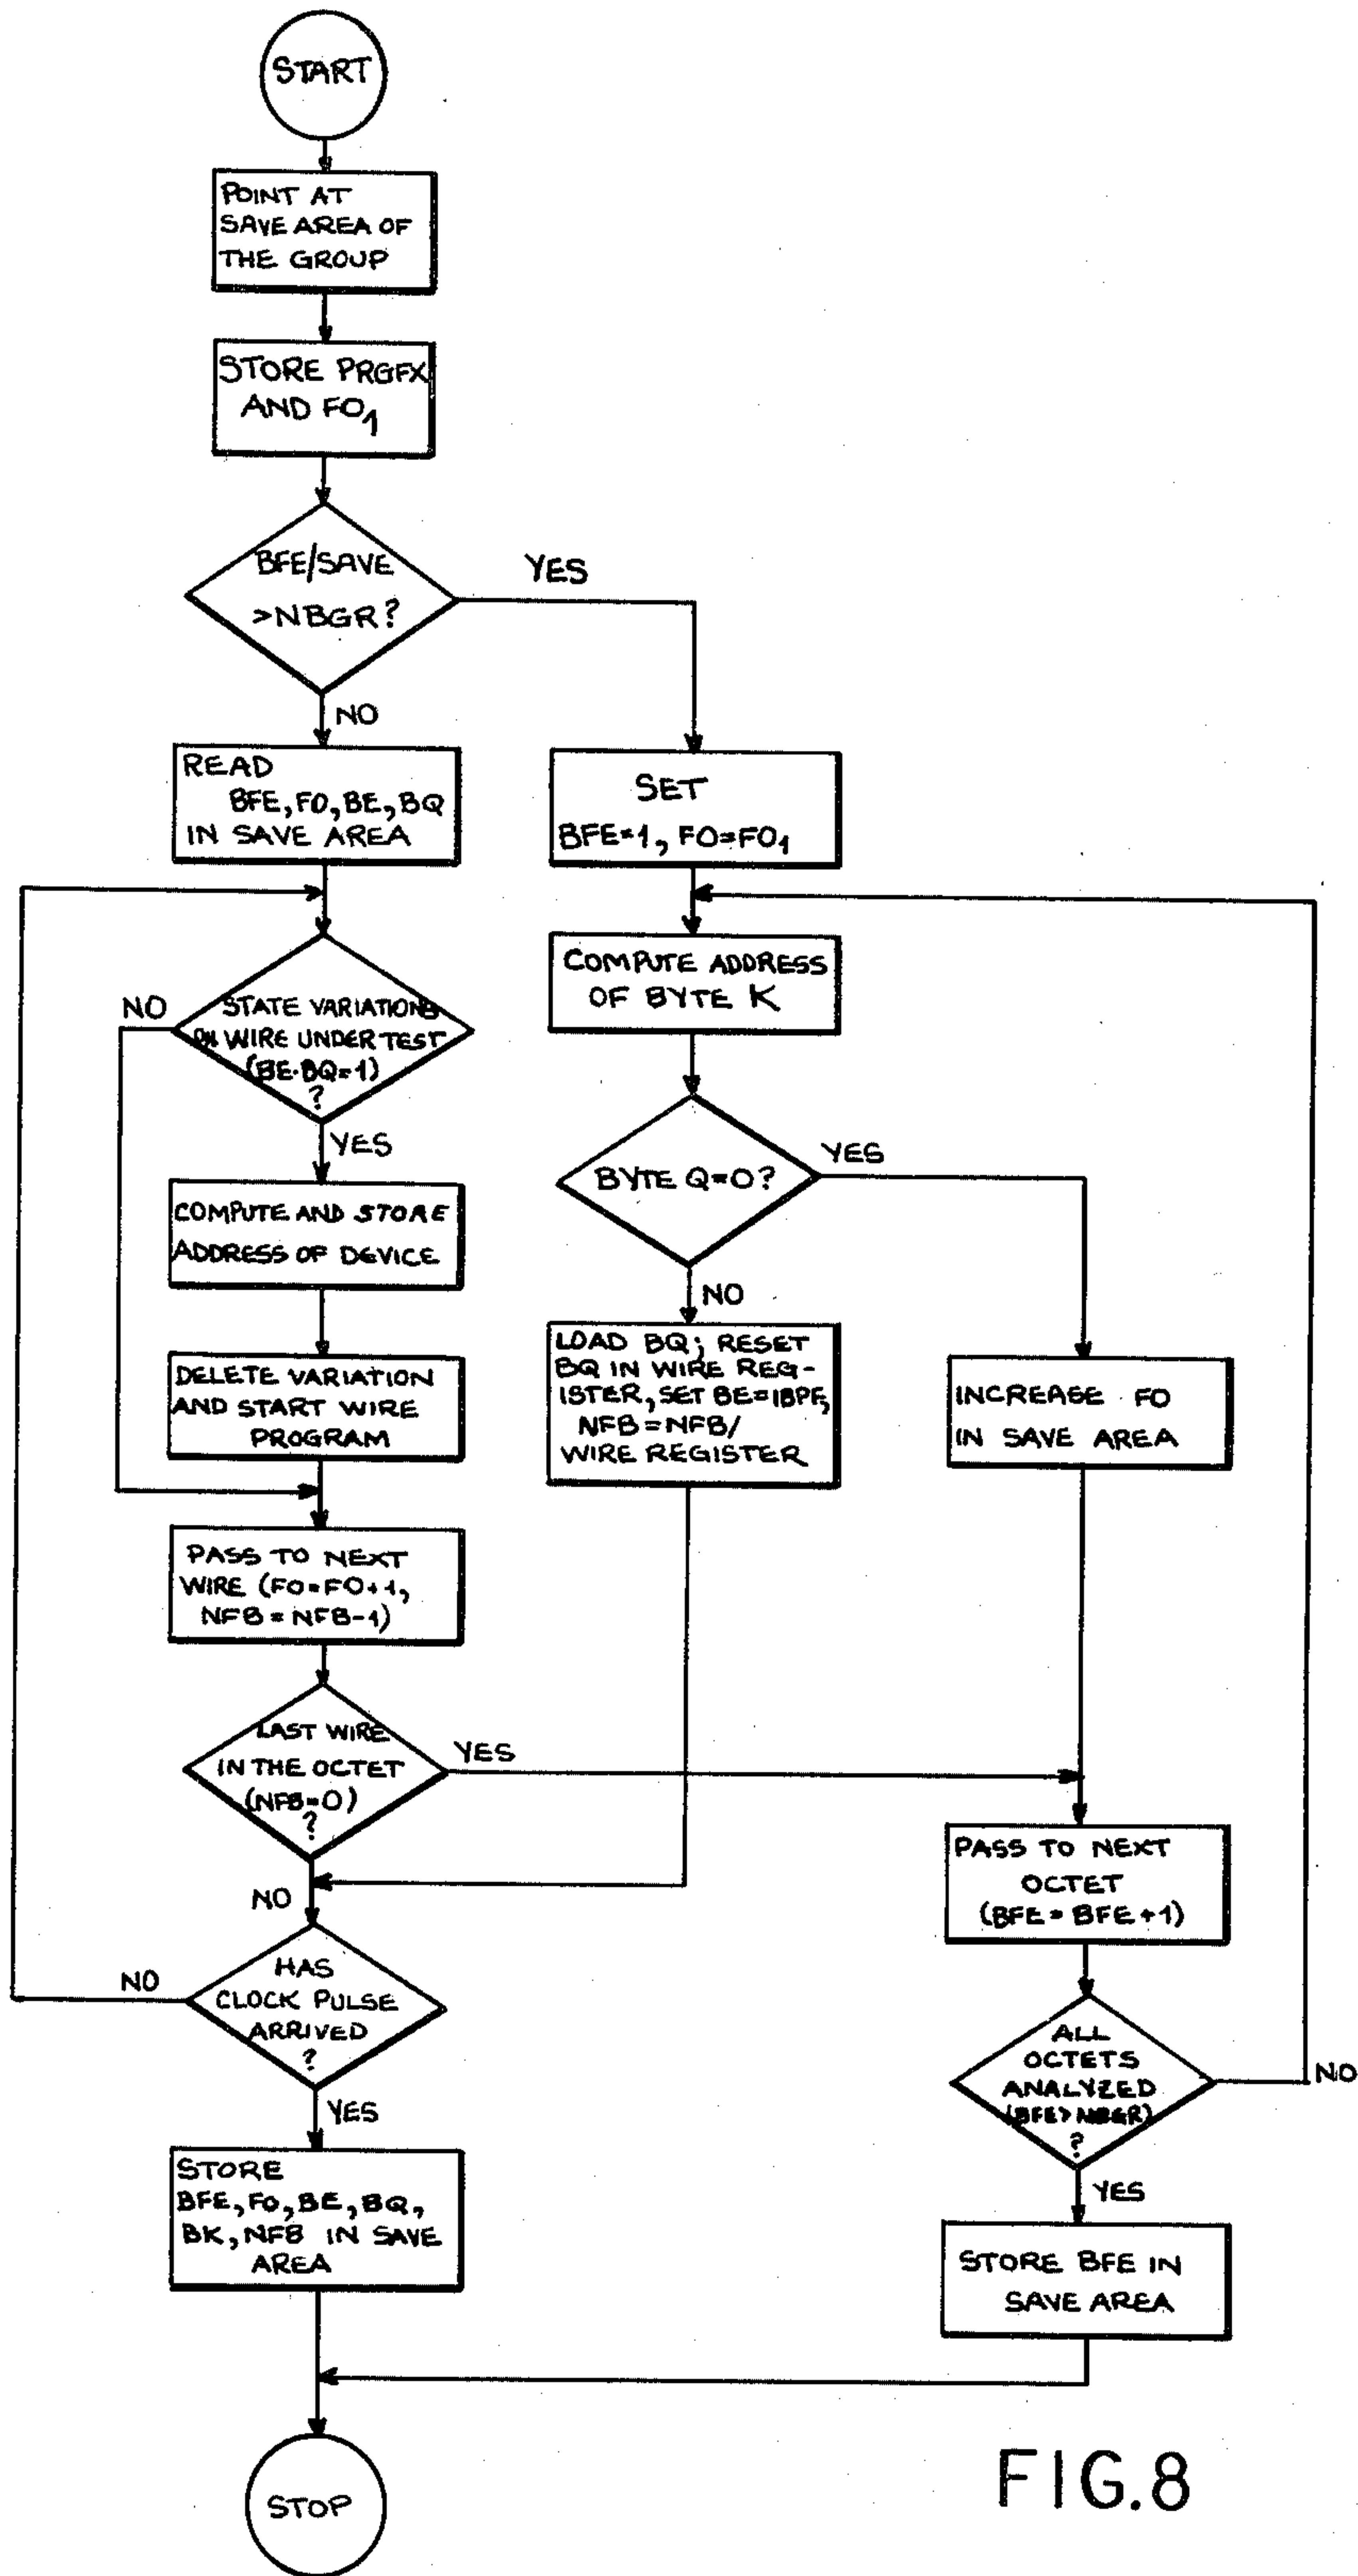 START
POINT AT
SAVE AREA OF
THE GROUP
STORE PRGFX
AND FO1
BFE/SAVE
>NBGR?
YES
NO
READ
BFE, FO, BE, BQ
IN SAVE AREA
SET
BFE=1, FO=FO1
COMPUTE ADDRESS
OF BYTE K
NO
STATE VARIATIONS
ON WIRE UNDER TEST
(BE·BQ=1)
?
YES
BYTE Q=0?
YES
NO
COMPUTE AND STORE
ADDRESS OF DEVICE
DELETE VARIATION
AND START WIRE
PROGRAM
LOAD BQ; RESET
BQ IN WIRE REG-
ISTER, SET BE=IBPF,
NFB=NFB/
WIRE REGISTER
INCREASE FO
IN SAVE AREA
PASS TO NEXT
WIRE (FO=FO+1,
NFB=NFB-1)
LAST WIRE
IN THE OCTET
(NFB=0)
?
YES
NO
PASS TO NEXT
OCTET
(BFE=BFE+1)
HAS
CLOCK PULSE
ARRIVED
?
NO
YES
ALL
OCTETS
ANALYZED
(BFE>NBGR)
?
NO
YES
STORE
BFE, FO, BE, BQ,
BK, NFB IN SAVE
AREA
STORE BFE IN
SAVE AREA
STOP
FIG.8